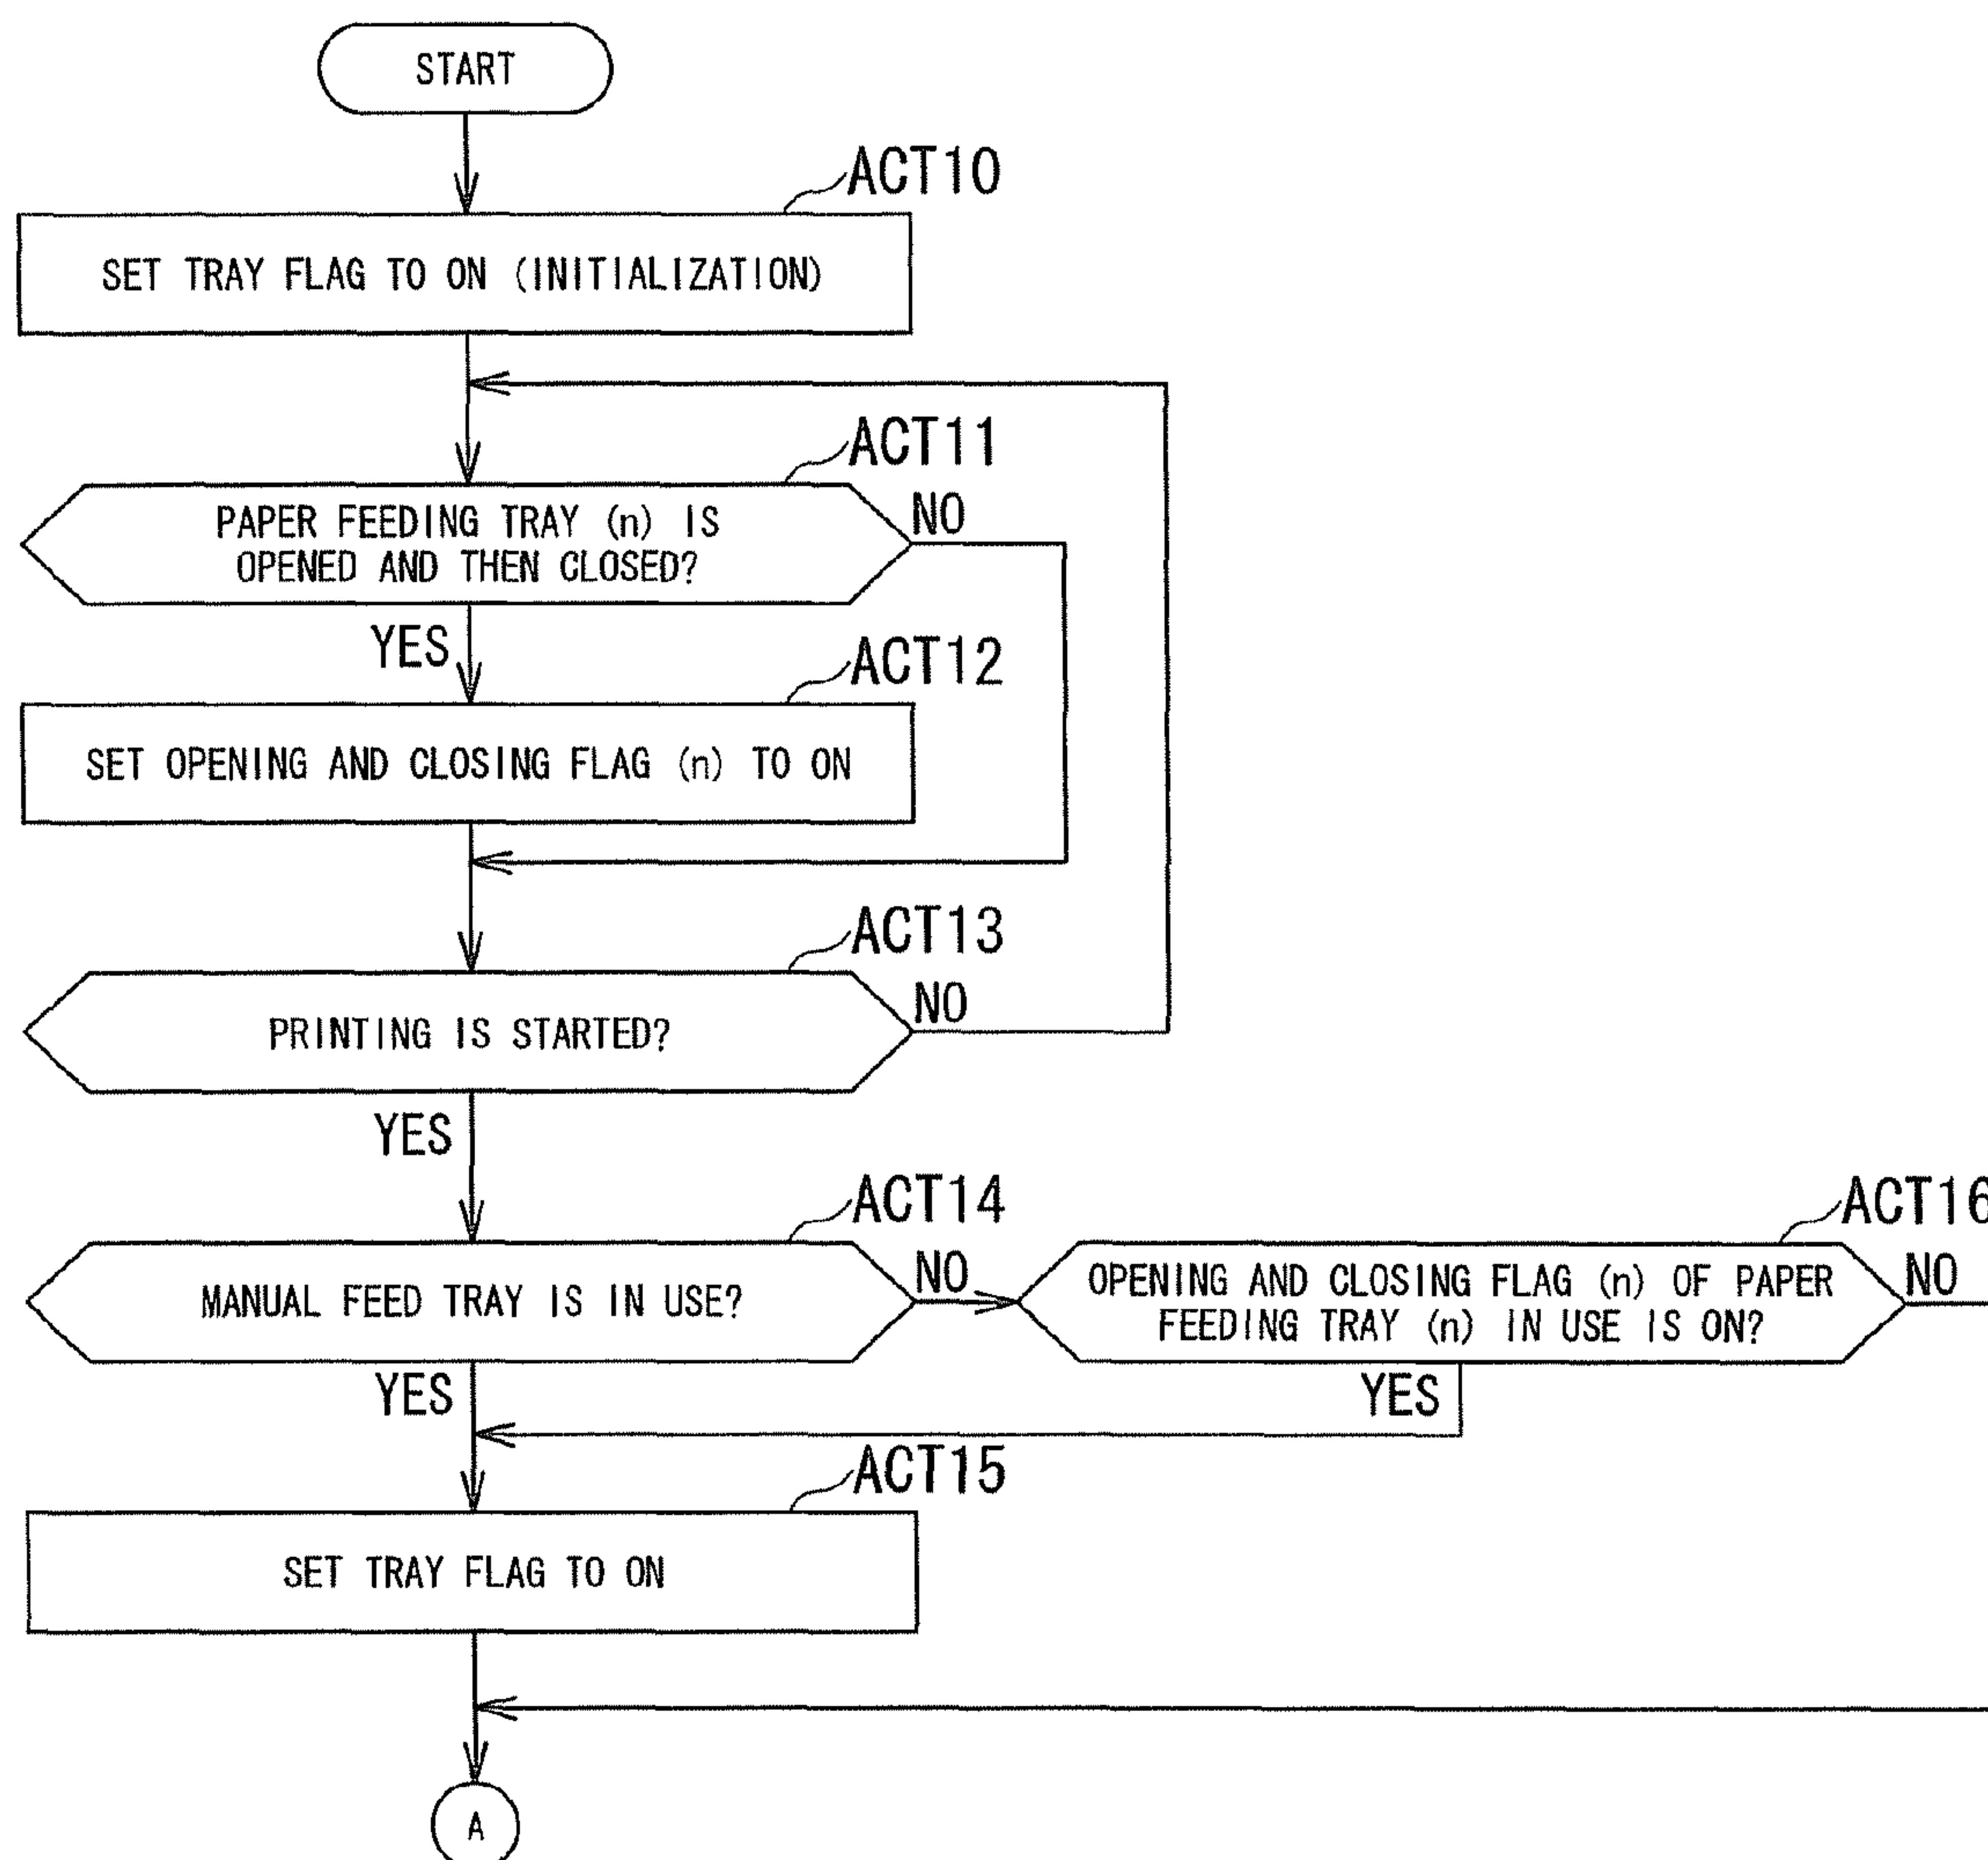 START
ACT10
SET TRAY FLAG TO ON (INITIALIZATION)
ACT11
PAPER FEEDING TRAY (n) IS
OPENED AND THEN CLOSED?
NO
YES
ACT12
SET OPENING AND CLOSING FLAG (n) TO ON
ACT13
PRINTING IS STARTED?
NO
YES
ACT14
MANUAL FEED TRAY IS IN USE?
NO
YES
ACT16
OPENING AND CLOSING FLAG (n) OF PAPER
FEEDING TRAY (n) IN USE IS ON?
NO
YES
ACT15
SET TRAY FLAG TO ON
A